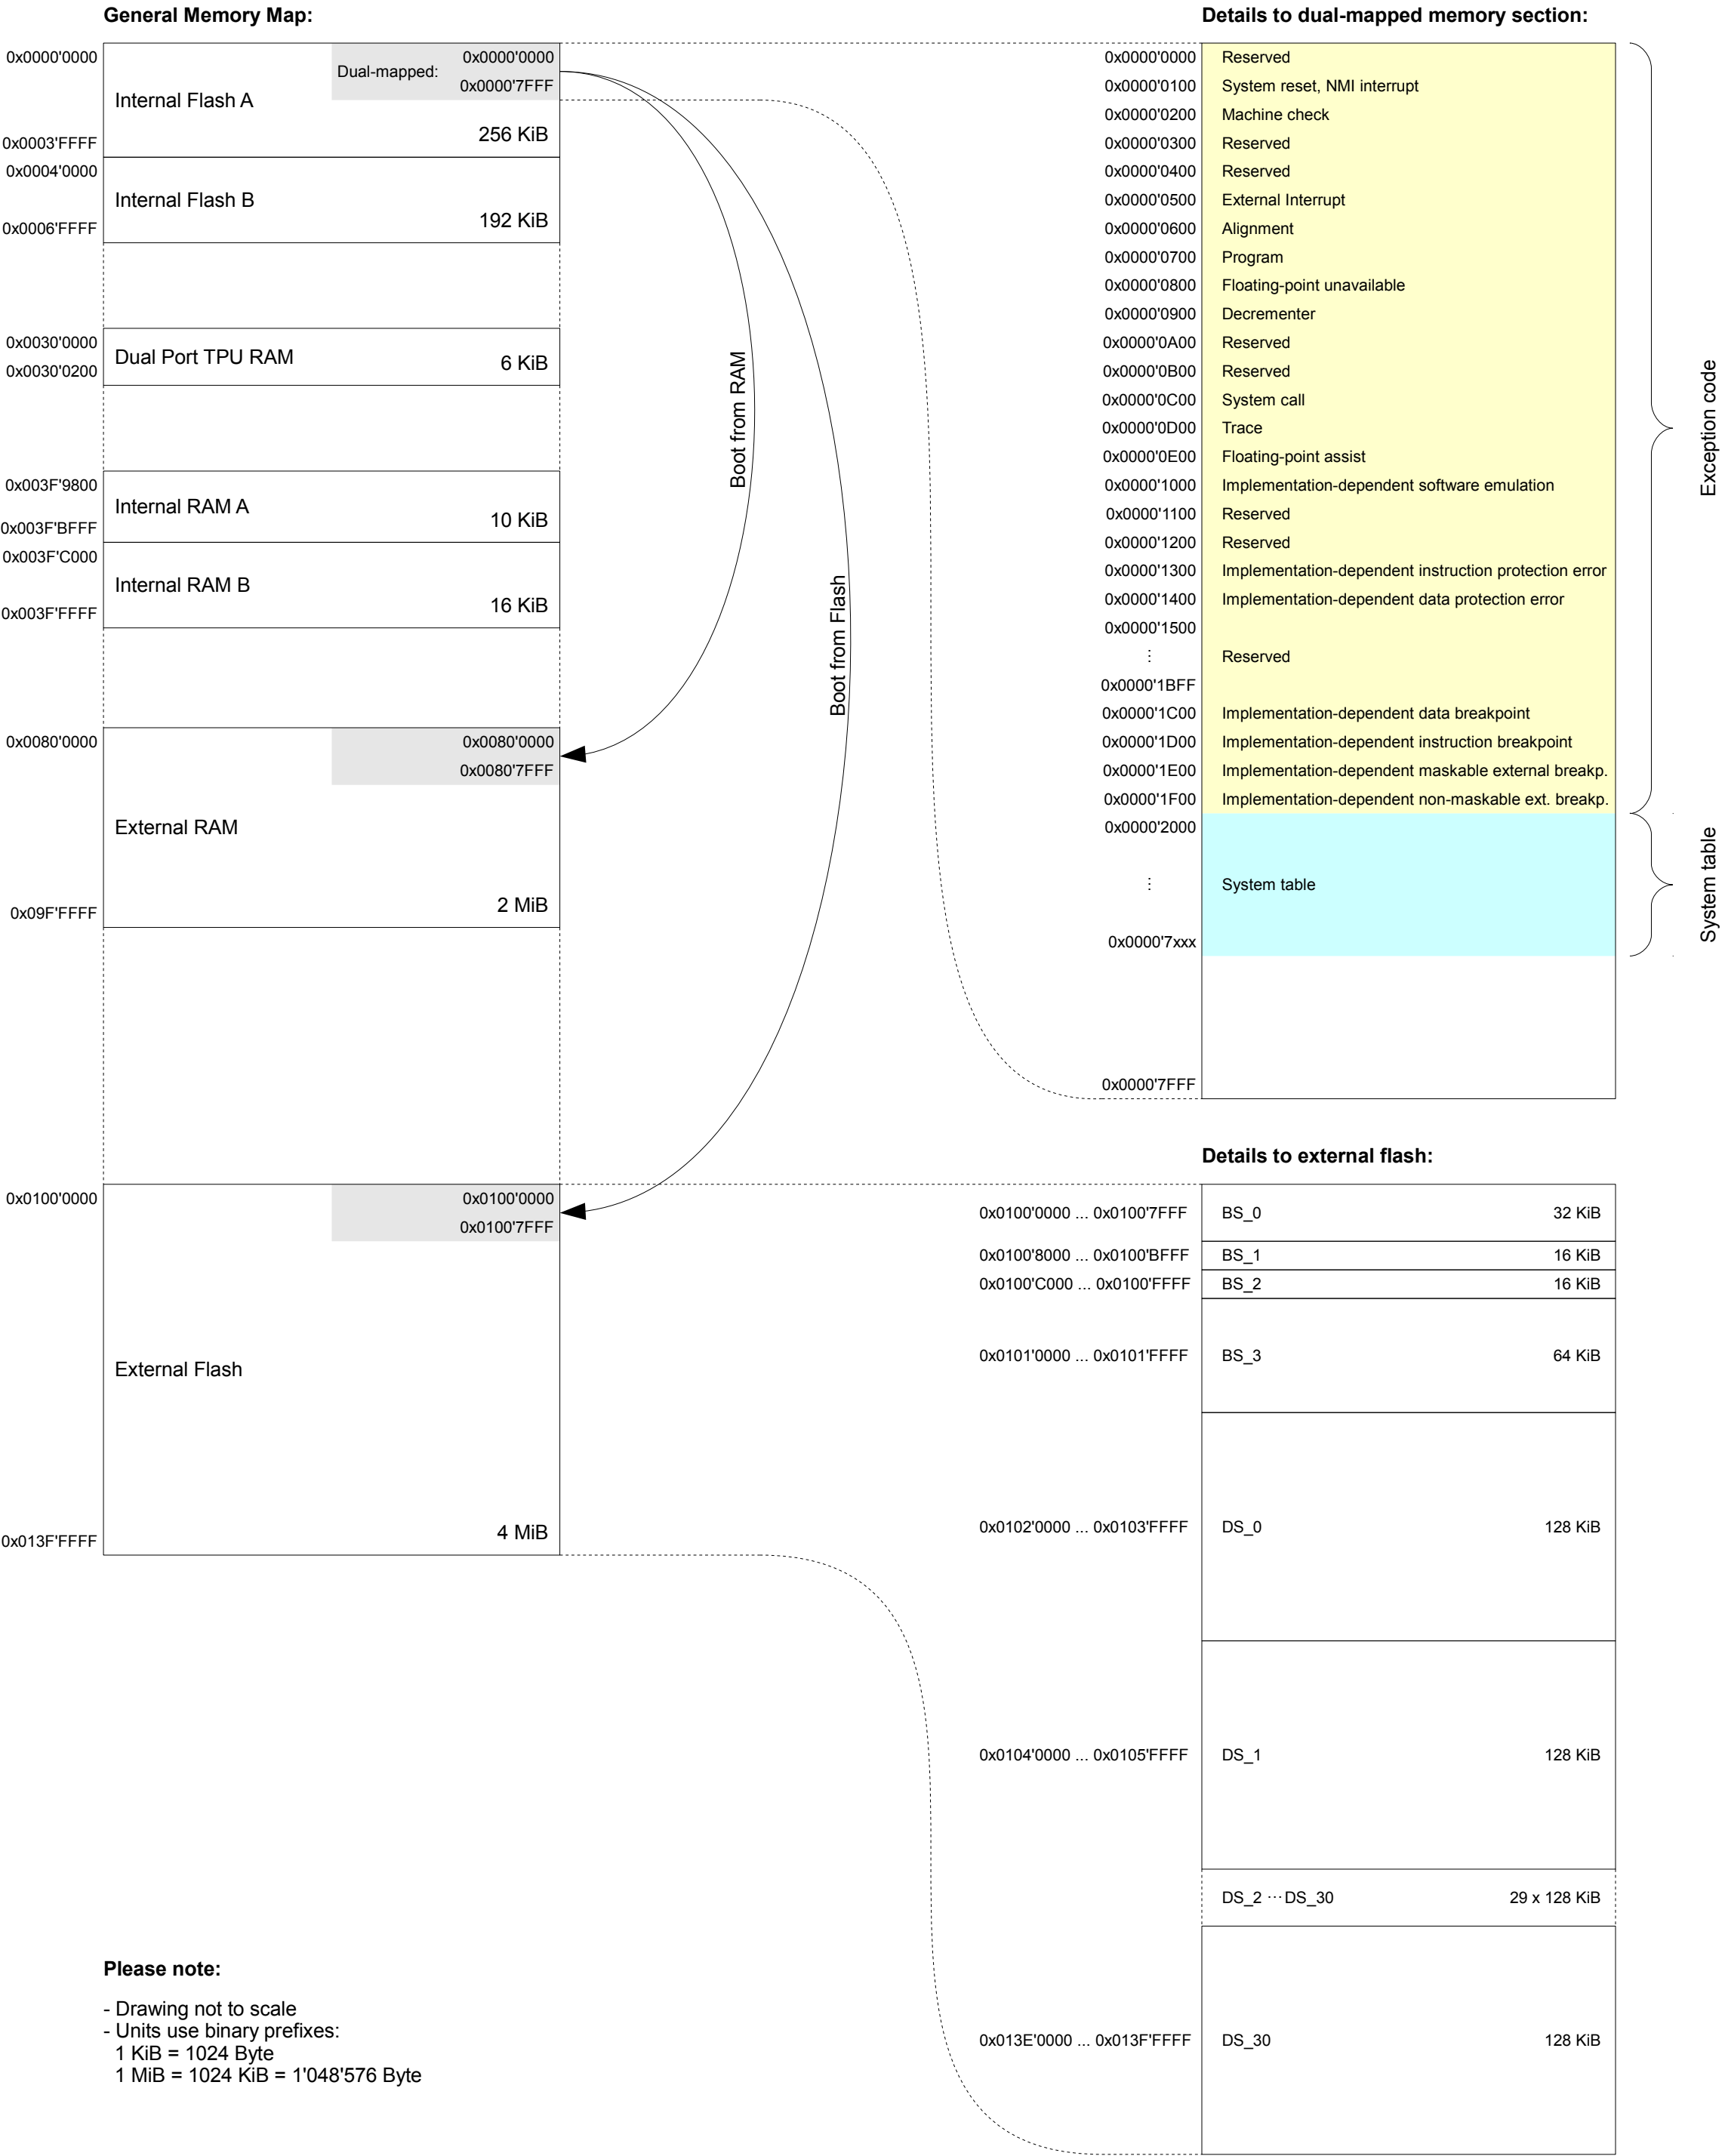 General Memory Map:
0x0000'0000
Dual-mapped:
0x0000'0000
0x0000'7FFF
Internal Flash A
256 KiB
0x0003'FFFF
0x0004'0000
Internal Flash B
192 KiB
0x0006'FFFF
0x0030'0000
Dual Port TPU RAM
6 KiB
0x0030'0200
0x003F'9800
Internal RAM A
10 KiB
0x003F'BFFF
0x003F'C000
Internal RAM B
16 KiB
0x003F'FFFF
0x0080'0000
0x0080'0000
0x0080'7FFF
External RAM
2 MiB
0x09F'FFFF
0x0100'0000
0x0100'0000
0x0100'7FFF
External Flash
4 MiB
0x013F'FFFF
Boot from RAM
Boot from Flash
Details to dual-mapped memory section:
0x0000'0000 Reserved
0x0000'0100 System reset, NMI interrupt
0x0000'0200 Machine check
0x0000'0300 Reserved
0x0000'0400 Reserved
0x0000'0500 External Interrupt
0x0000'0600 Alignment
0x0000'0700 Program
0x0000'0800 Floating-point unavailable
0x0000'0900 Decrementer
0x0000'0A00 Reserved
0x0000'0B00 Reserved
0x0000'0C00 System call
0x0000'0D00 Trace
0x0000'0E00 Floating-point assist
0x0000'1000 Implementation-dependent software emulation
0x0000'1100 Reserved
0x0000'1200 Reserved
0x0000'1300 Implementation-dependent instruction protection error
0x0000'1400 Implementation-dependent data protection error
0x0000'1500
⋮ Reserved
0x0000'1BFF
0x0000'1C00 Implementation-dependent data breakpoint
0x0000'1D00 Implementation-dependent instruction breakpoint
0x0000'1E00 Implementation-dependent maskable external breakp.
0x0000'1F00 Implementation-dependent non-maskable ext. breakp.
0x0000'2000
⋮ System table
0x0000'7xxx
0x0000'7FFF
Exception code
System table
Details to external flash:
0x0100'0000 ... 0x0100'7FFF BS_0 32 KiB
0x0100'8000 ... 0x0100'BFFF BS_1 16 KiB
0x0100'C000 ... 0x0100'FFFF BS_2 16 KiB
0x0101'0000 ... 0x0101'FFFF BS_3 64 KiB
0x0102'0000 ... 0x0103'FFFF DS_0 128 KiB
0x0104'0000 ... 0x0105'FFFF DS_1 128 KiB
DS_2 ⋯ DS_30 29 x 128 KiB
0x013E'0000 ... 0x013F'FFFF DS_30 128 KiB
Please note:
- Drawing not to scale
- Units use binary prefixes:
1 KiB = 1024 Byte
1 MiB = 1024 KiB = 1'048'576 Byte